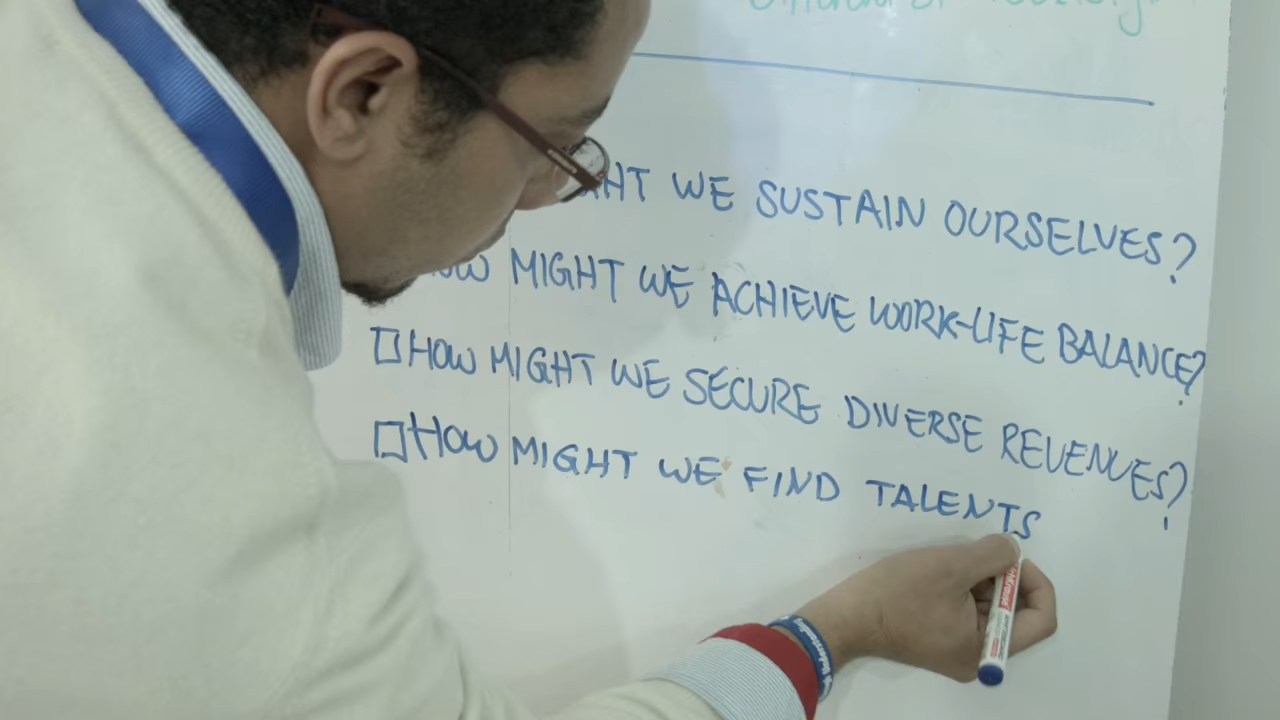 WE SUSTAIN OURSELVES?
HOW MIGHT WE ACHIEVE WORK-LIFE BALANCE?
HOW MIGHT WE SECURE DIVERSE REVENUES?
HOW MIGHT WE FIND TALENTS